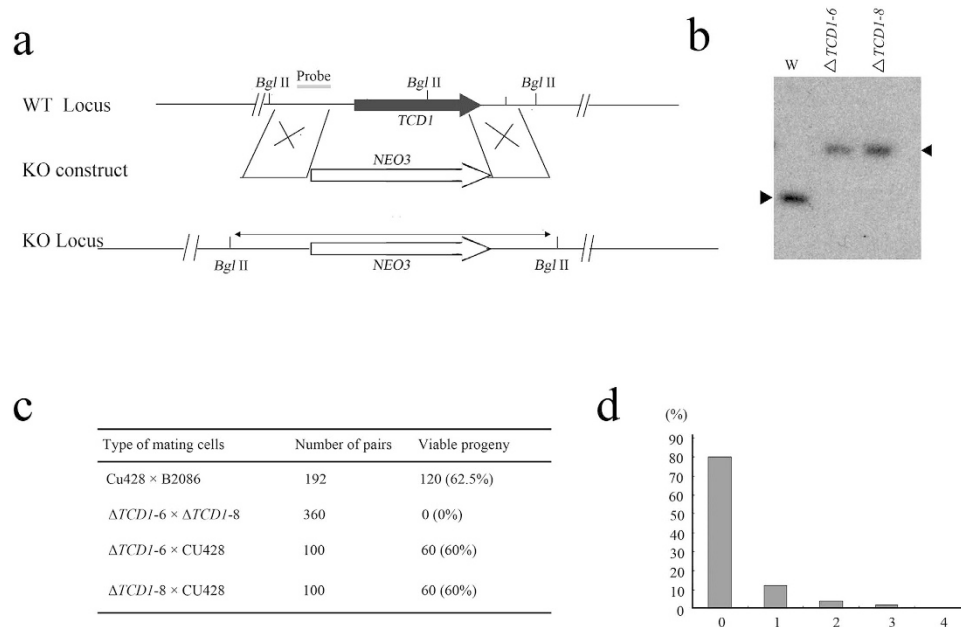 a
Bgl II
Probe
Bgl II
Bgl II
WT Locus
TCD1
NEO3
KO construct
KO Locus
Bgl II
NEO3
Bgl II
b
W
△TCD1-6
△TCD1-8
c
Type of mating cells Number of pairs Viable progeny
Cu428 × B2086 192 120 (62.5%)
ΔTCD1-6 × ΔTCD1-8 360 0 (0%)
ΔTCD1-6 × CU428 100 60 (60%)
ΔTCD1-8 × CU428 100 60 (60%)
d
(%)
90
80
70
60
50
40
30
20
10
0
0 1 2 3 4